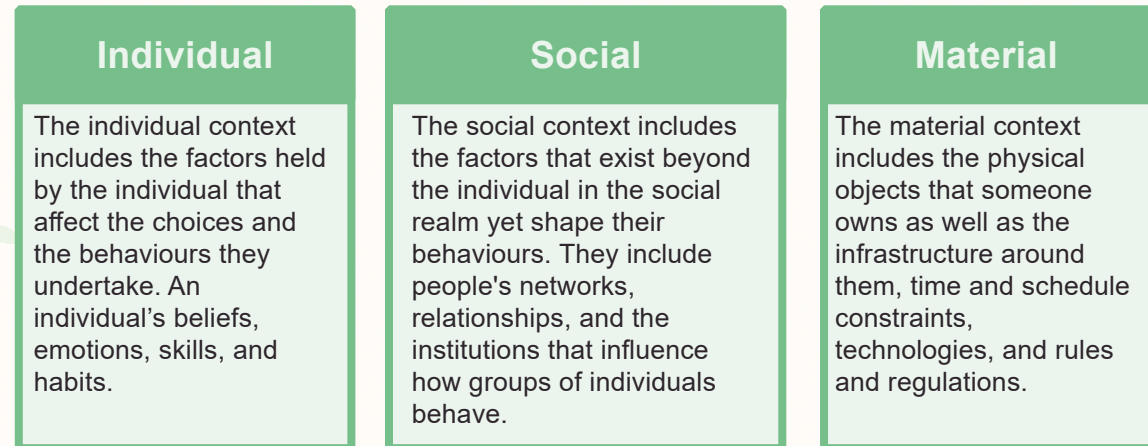 Individual
The individual context
includes the factors held
by the individual that
affect the choices and
the behaviours they
undertake. An
individual’s beliefs,
emotions, skills, and
habits.
Social
The social context includes
the factors that exist beyond
the individual in the social
realm yet shape their
behaviours. They include
people's networks,
relationships, and the
institutions that influence
how groups of individuals
behave.
Material
The material context
includes the physical
objects that someone
owns as well as the
infrastructure around
them, time and schedule
constraints,
technologies, and rules
and regulations.